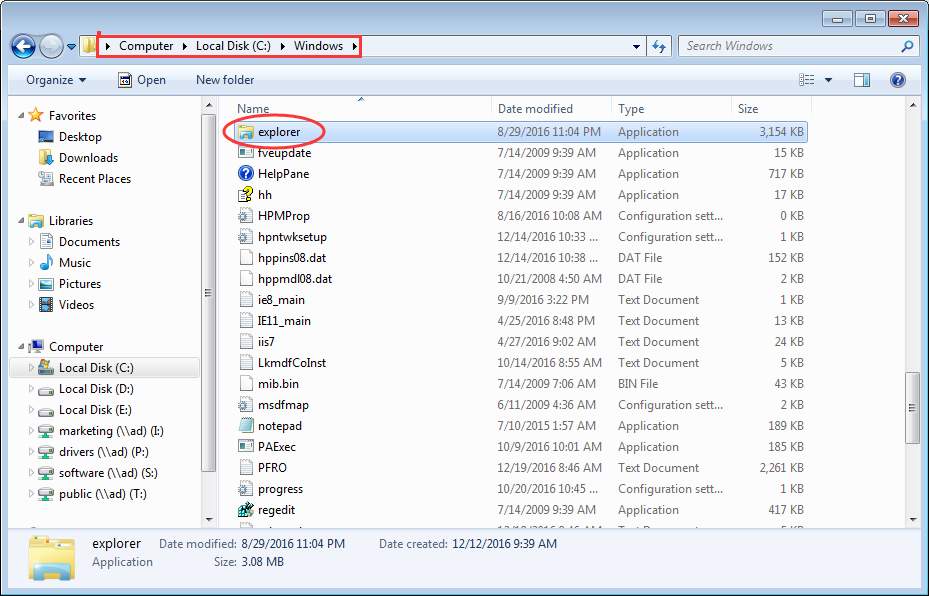 Computer Local Disk (C:) Windows
Search Windows
Organize Open New folder
Favorites
Desktop
Downloads
Recent Places
Libraries
Documents
Music
Pictures
Videos
Computer
Local Disk (C:)
Local Disk (D:)
Local Disk (E:)
marketing (\\ad) (I:)
drivers (\\ad) (P:)
software (\\ad) (S:)
public (\\ad) (T:)
Name Date modified Type Size
explorer 8/29/2016 11:04 PM Application 3,154 KB
fveupdate 7/14/2009 9:39 AM Application 15 KB
HelpPane 7/14/2009 9:39 AM Application 717 KB
hh 7/14/2009 9:39 AM Application 17 KB
HPMProp 8/16/2016 10:08 AM Configuration sett... 0 KB
hpntwksetup 12/14/2016 10:33 ... Configuration sett... 1 KB
hppins08.dat 12/14/2016 10:38 ... DAT File 152 KB
hppmdl08.dat 10/21/2008 4:50 AM DAT File 2 KB
ie8_main 9/9/2016 3:22 PM Text Document 1 KB
IE11_main 4/25/2016 8:48 PM Text Document 13 KB
iis7 4/27/2016 9:02 AM Text Document 24 KB
LkmdfCoInst 10/14/2016 8:55 AM Text Document 5 KB
mib.bin 7/14/2009 7:06 AM BIN File 43 KB
msdfmap 6/11/2009 4:36 AM Configuration sett... 2 KB
notepad 7/10/2015 1:57 AM Application 189 KB
PAExec 10/9/2016 10:01 AM Application 185 KB
PFRO 12/19/2016 8:46 AM Text Document 2,261 KB
progress 10/20/2016 10:45 ... Configuration sett... 1 KB
regedit 7/14/2009 9:39 AM Application 417 KB
explorer Date modified: 8/29/2016 11:04 PM Date created: 12/12/2016 9:39 AM
Application Size: 3.08 MB